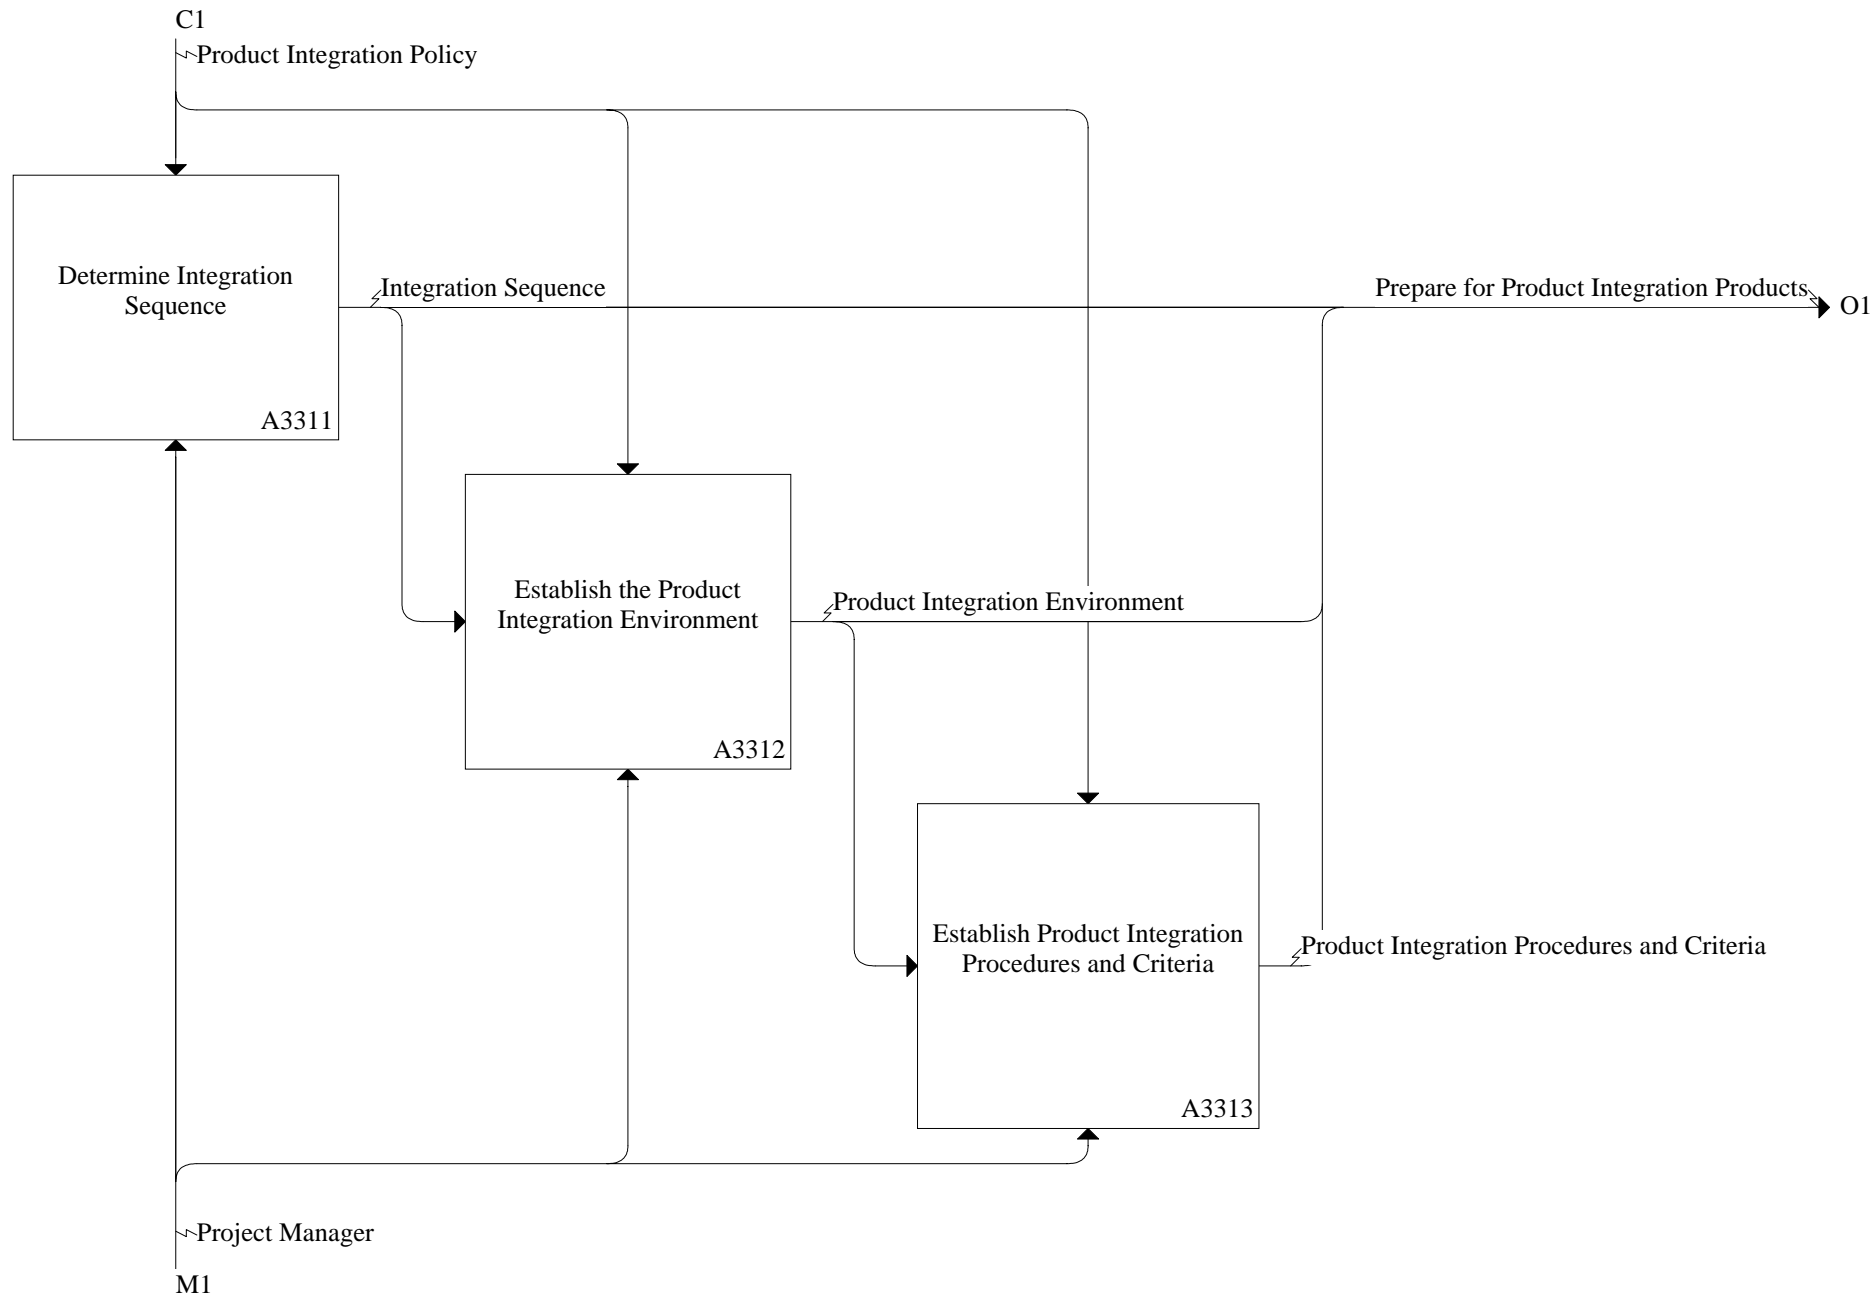 C1
Product Integration Policy
Determine Integration
Sequence
A3311
Integration Sequence
Prepare for Product Integration Products
O1
Establish the Product
Integration Environment
A3312
Product Integration Environment
Establish Product Integration
Procedures and Criteria
A3313
Product Integration Procedures and Criteria
Project Manager
M1